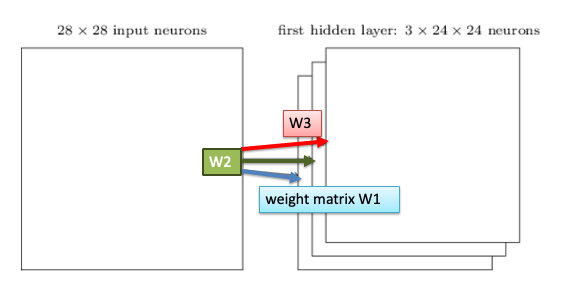 28 × 28 input neurons
first hidden layer: 3 × 24 × 24 neurons
W3
W2
weight matrix W1